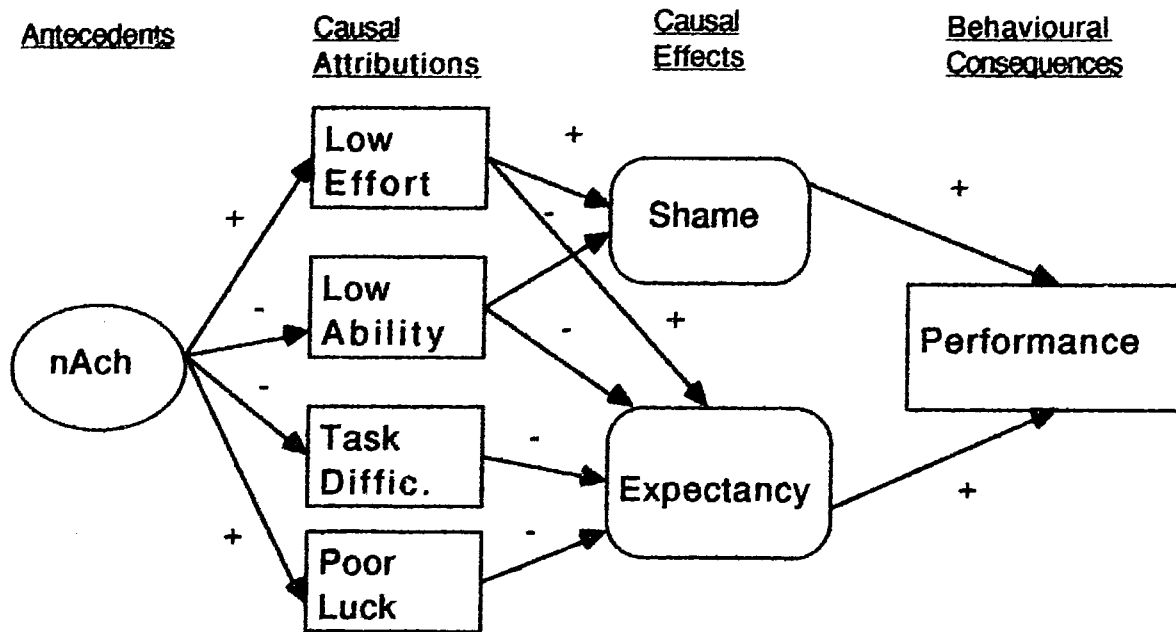 Antecedents
Causal
Attributions
Causal
Effects
Behavioural
Consequences
Low
Effort
+
+
-
+
Shame
+
Low
Ability
-
-
+
nAch
-
Performance
Task
Diffic.
-
Expectancy
+
+
Poor
Luck
-